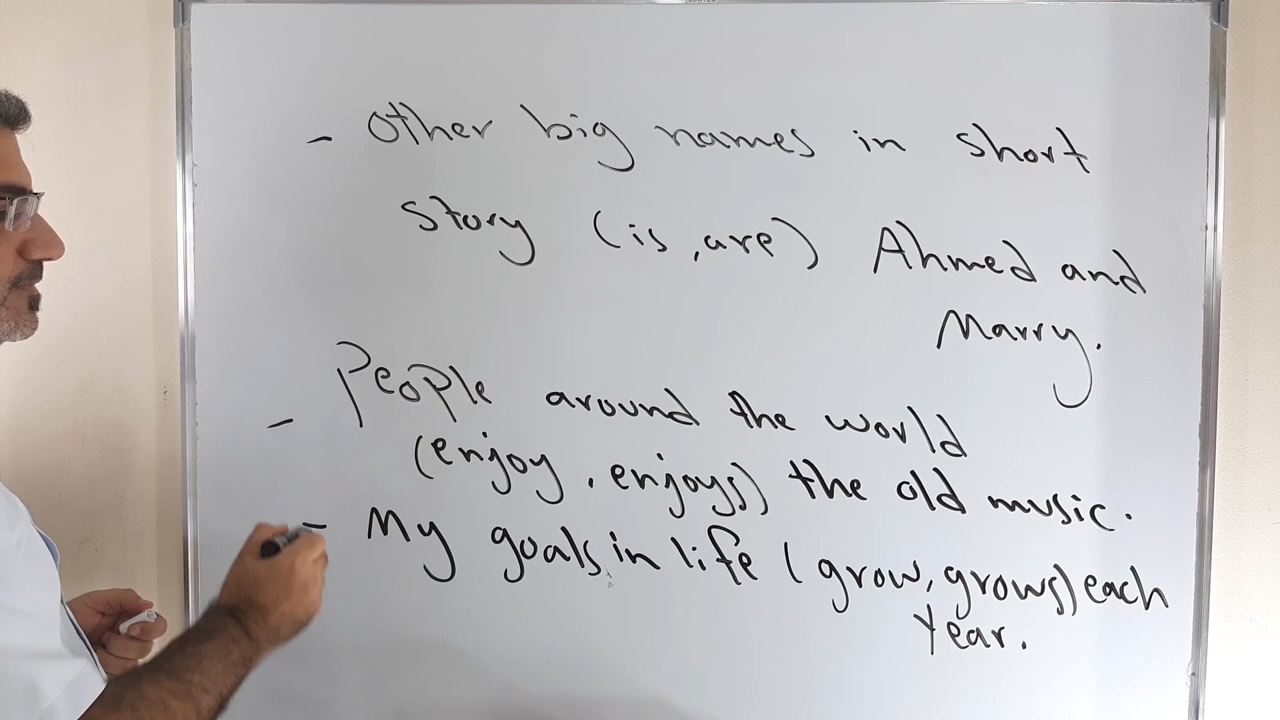 - Other big names in short
story (is, are) Ahmed and
Marry.
- People around the world
(enjoy, enjoys) the old music.
- My goals in life (grow, grows) each
Year.